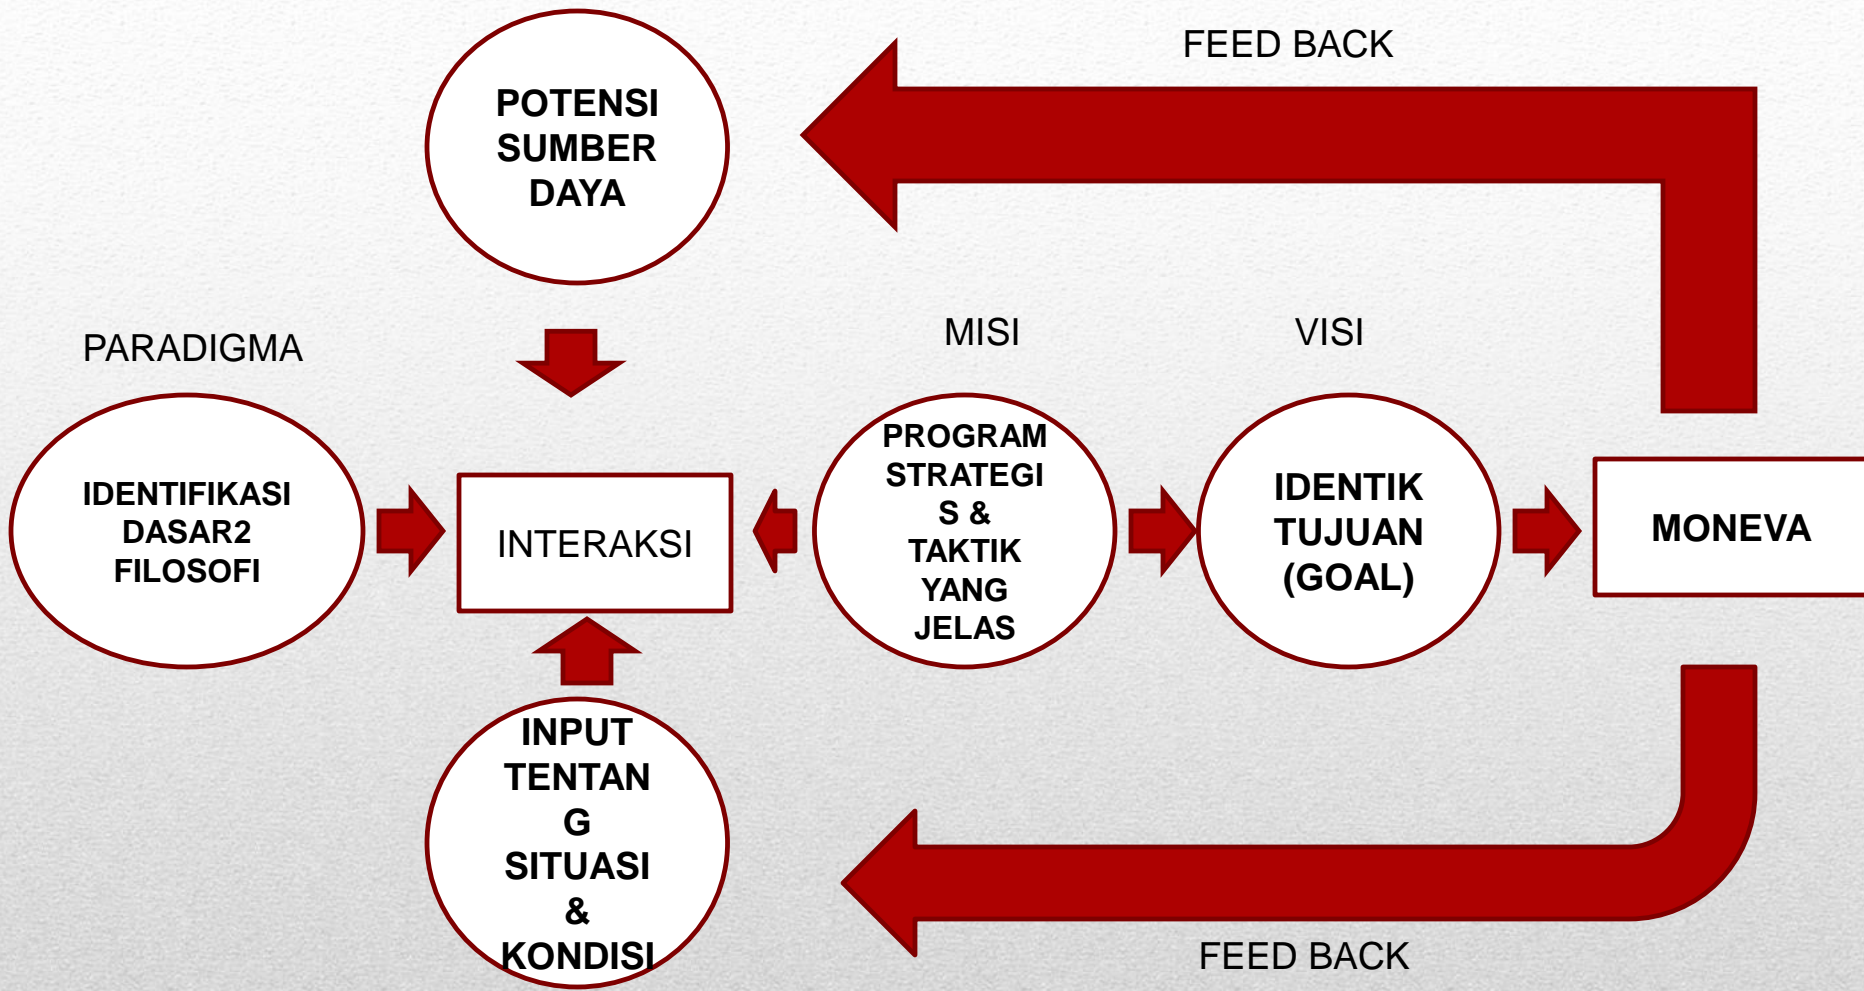 FEED BACK
POTENSI
SUMBER
DAYA
PARADIGMA
MISI
VISI
IDENTIFIKASI
DASAR2
FILOSOFI
INTERAKSI
PROGRAM
STRATEGI
S &
TAKTIK
YANG
JELAS
IDENTIK
TUJUAN
(GOAL)
MONEVA
INPUT
TENTAN
G
SITUASI
&
KONDISI
FEED BACK